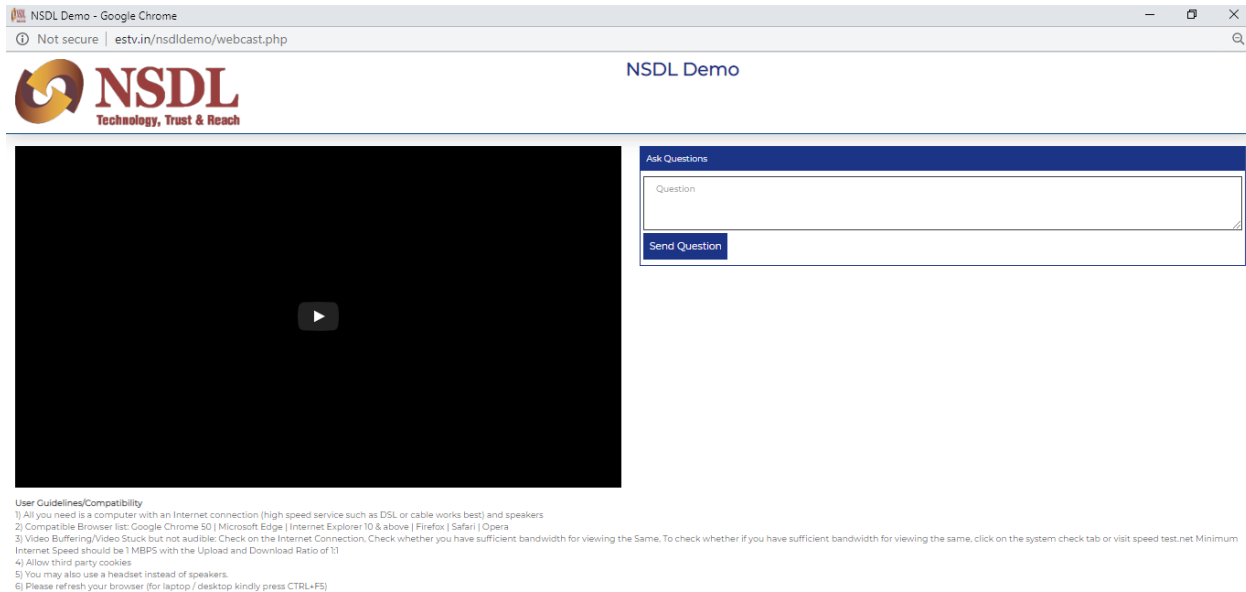 NSDL Demo - Google Chrome
Not secure | estv.in/nsdldemo/webcast.php
NSDL
Technology, Trust & Reach
NSDL Demo
Ask Questions
Question
Send Question
User Guidelines/Compatibility
1) All you need is a computer with an Internet connection (high speed service such as DSL or cable works best) and speakers
2) Compatible Browser list: Google Chrome 50 | Microsoft Edge | Internet Explorer 10 & above | Firefox | Safari | Opera
3) Video Buffering/Video Stuck but not audible: Check on the Internet Connection, Check whether you have sufficient bandwidth for viewing the Same. To check whether if you have sufficient bandwidth for viewing the same, click on the system check tab or visit speed test.net Minimum
Internet Speed should be 1 MBPS with the Upload and Download Ratio of 1:1
4) Allow third party cookies
5) You may also use a headset instead of speakers.
6) Please refresh your browser (for laptop / desktop kindly press CTRL+F5)